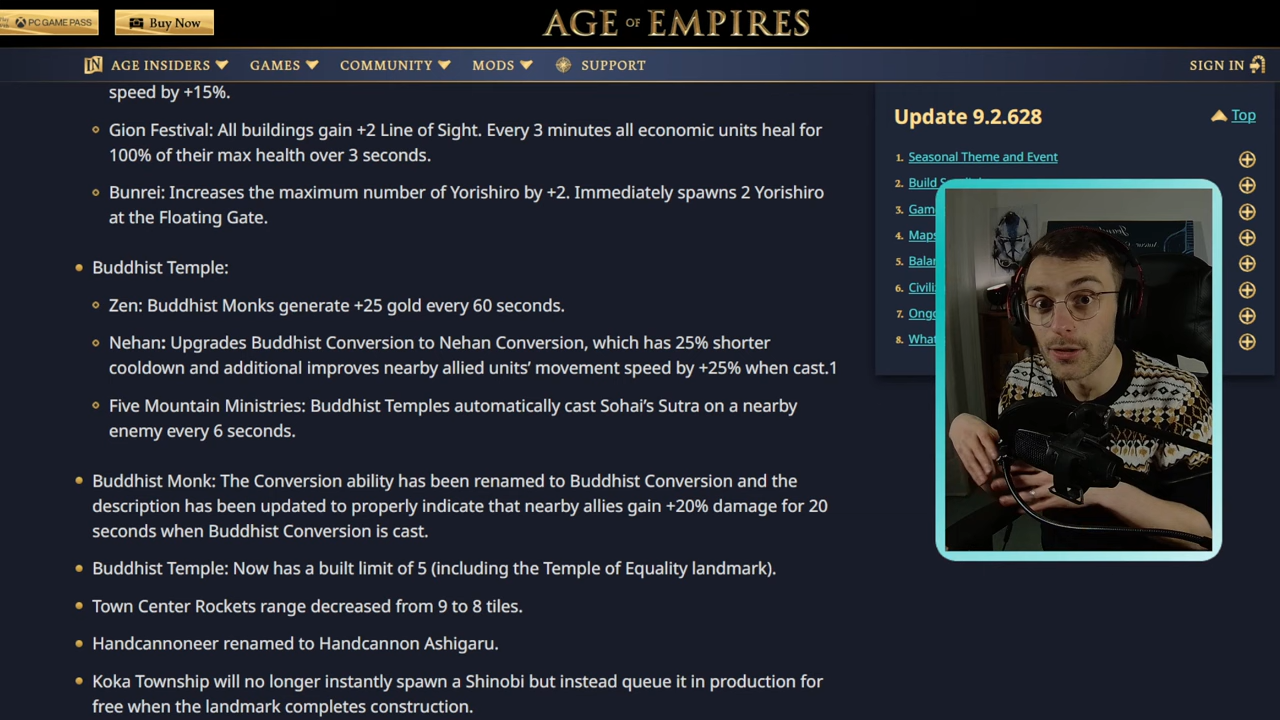 PC GAME PASS
Buy Now
AGE OF EMPIRES
AGE INSIDERS
GAMES
COMMUNITY
MODS
SUPPORT
SIGN IN
speed by +15%.
Gion Festival: All buildings gain +2 Line of Sight. Every 3 minutes all economic units heal for
100% of their max health over 3 seconds.
Bunrei: Increases the maximum number of Yorishiro by +2. Immediately spawns 2 Yorishiro
at the Floating Gate.
Buddhist Temple:
Zen: Buddhist Monks generate +25 gold every 60 seconds.
Nehan: Upgrades Buddhist Conversion to Nehan Conversion, which has 25% shorter
cooldown and additional improves nearby allied units’ movement speed by +25% when cast.1
Five Mountain Ministries: Buddhist Temples automatically cast Sohai’s Sutra on a nearby
enemy every 6 seconds.
Buddhist Monk: The Conversion ability has been renamed to Buddhist Conversion and the
description has been updated to properly indicate that nearby allies gain +20% damage for 20
seconds when Buddhist Conversion is cast.
Buddhist Temple: Now has a built limit of 5 (including the Temple of Equality landmark).
Town Center Rockets range decreased from 9 to 8 tiles.
Handcannoneer renamed to Handcannon Ashigaru.
Koka Township will no longer instantly spawn a Shinobi but instead queue it in production for
free when the landmark completes construction.
Update 9.2.628
Top
1. Seasonal Theme and Event
2. Build
3. Gam
4. Maps
5. Balan
6. Civili
7. Ongo
8. What